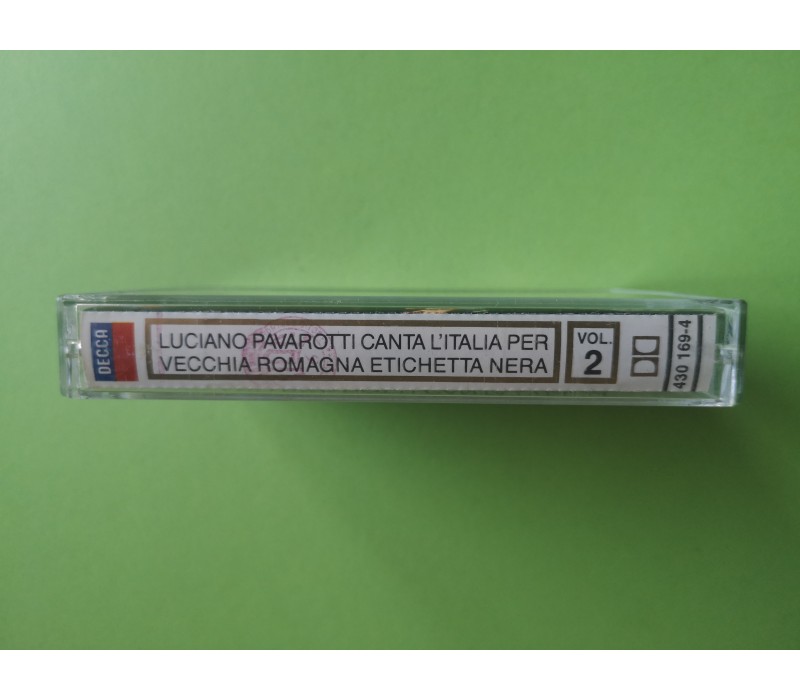 DECCA
LUCIANO PAVAROTTI CANTA L'ITALIA PER
VECCHIA ROMAGNA ETICHETTA NERA
VOL.
2
430 169-4